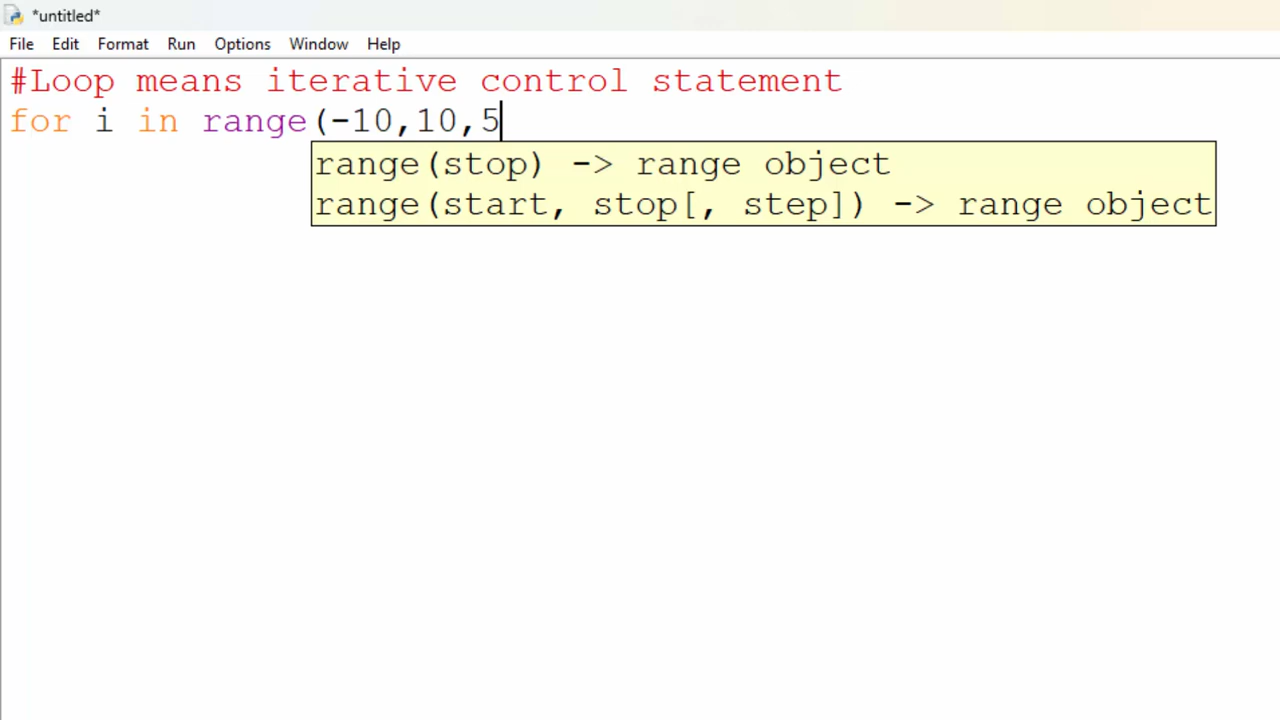 *untitled*
File Edit Format Run Options Window Help
#Loop means iterative control statement
for i in range(-10,10,5
range(stop) -> range object
range(start, stop[, step]) -> range object